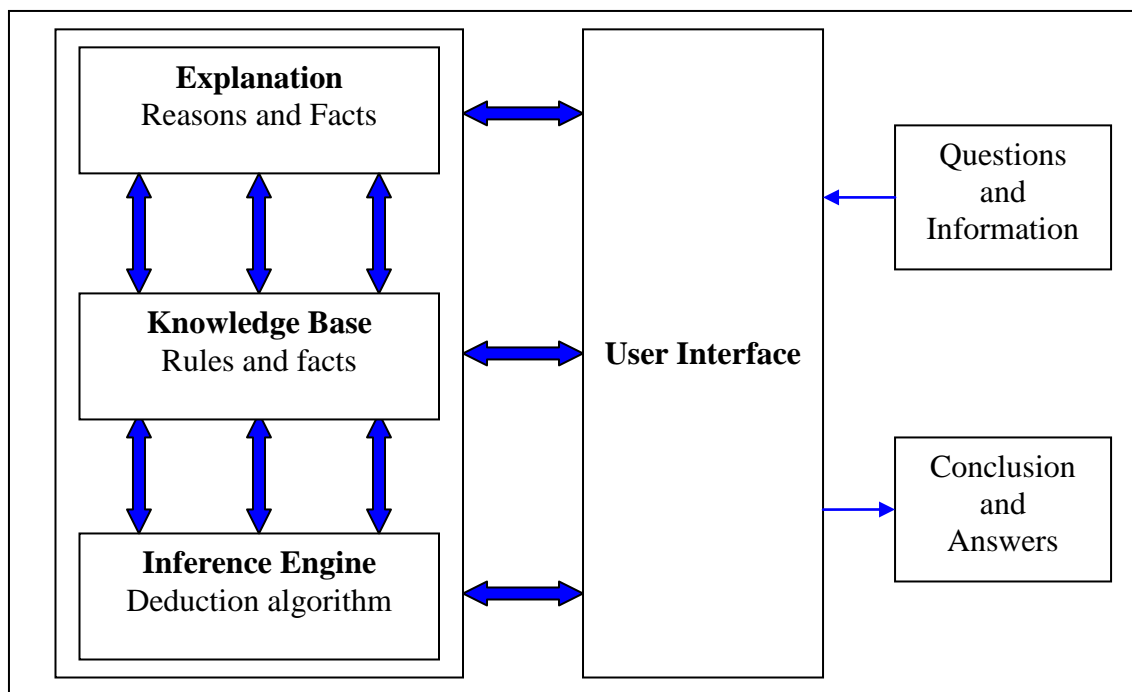 Explanation
Reasons and Facts
Knowledge Base
Rules and facts
Inference Engine
Deduction algorithm
User Interface
Questions
and
Information
Conclusion
and
Answers